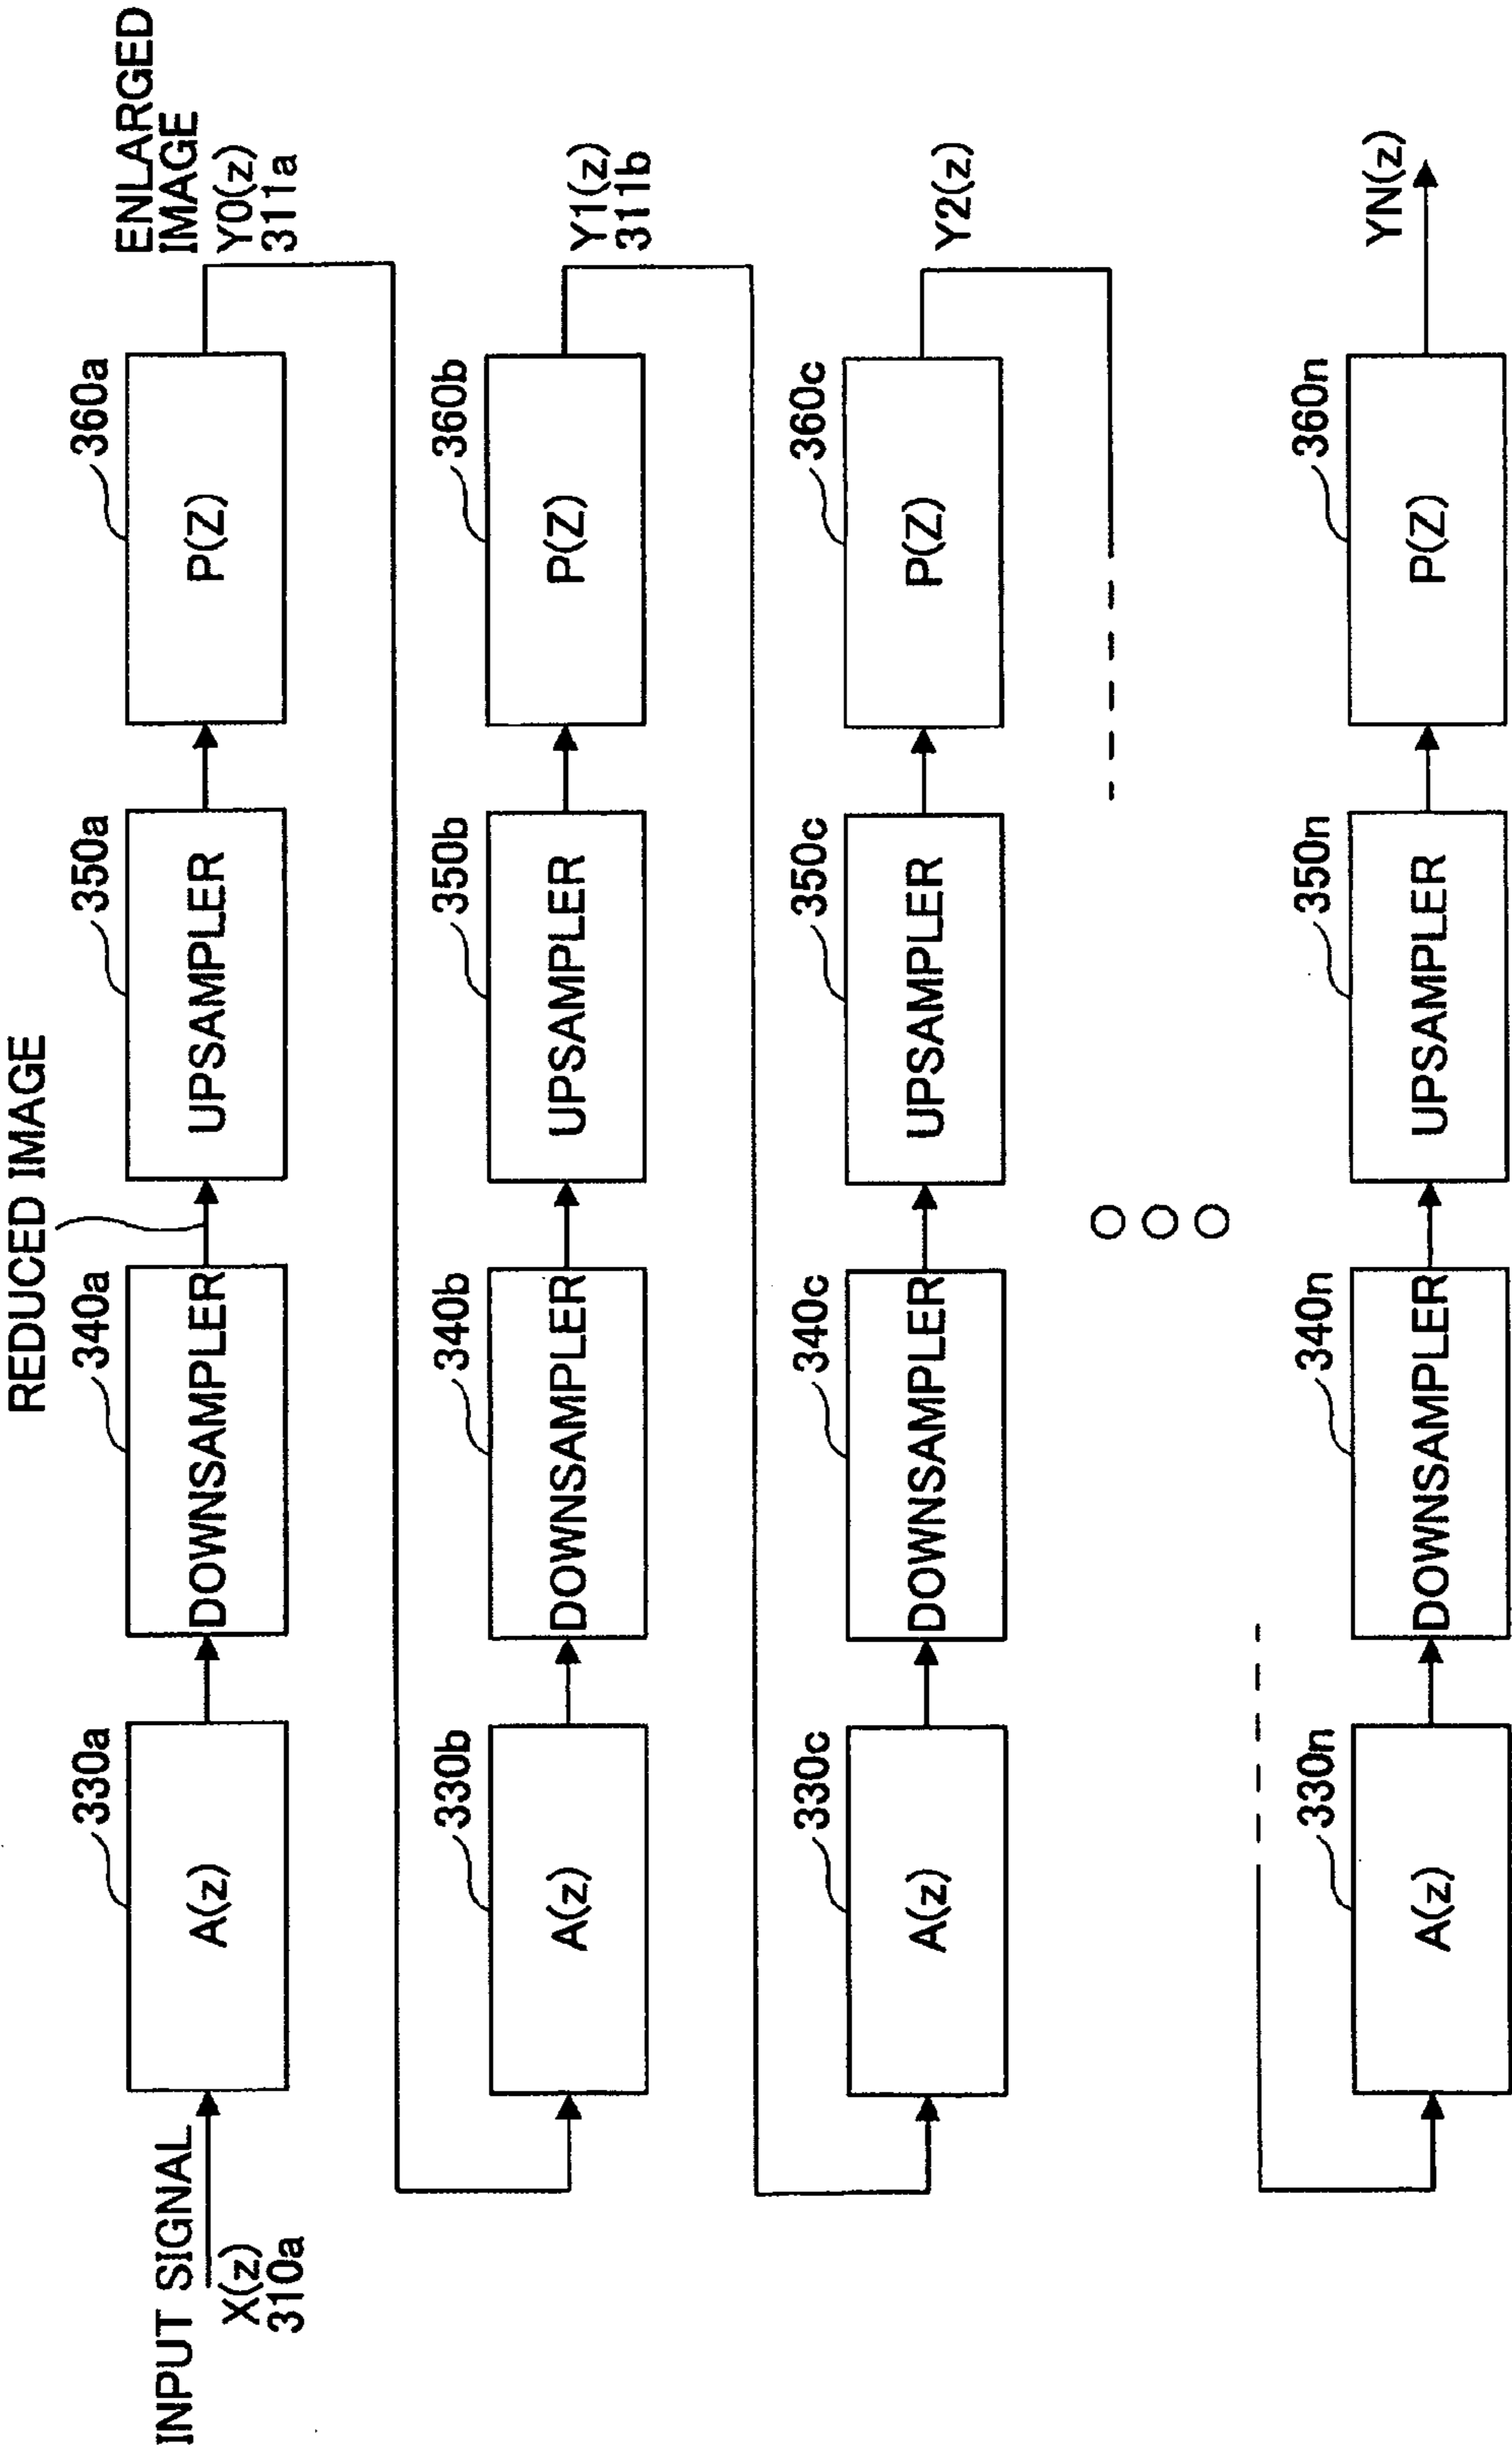 REDUCED IMAGE
330a
340a
350a
360a
ENLARGED
IMAGE
INPUT SIGNAL
A(z)
DOWNSAMPLER
UPSAMPLER
P(Z)
Y0(z)
311a
X(z)
310a
330b
340b
350b
360b
A(z)
DOWNSAMPLER
UPSAMPLER
P(Z)
Y1(z)
311b
330c
340c
350c
360c
A(z)
DOWNSAMPLER
UPSAMPLER
P(Z)
Y2(z)
330n
340n
350n
360n
A(z)
DOWNSAMPLER
UPSAMPLER
P(Z)
YN(z)